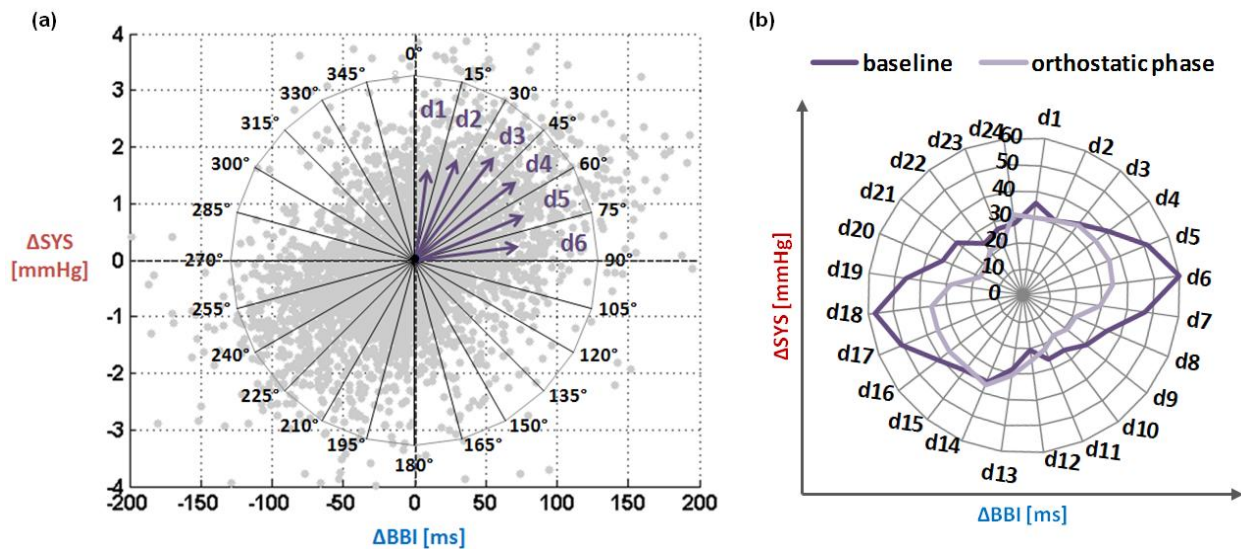 (a)
4
3
2
1
0
-1
-2
-3
-4
-200
-150
-100
-50
0
50
100
150
200
ΔSYS
[mmHg]
ΔBBI [ms]
0°
15°
30°
45°
60°
75°
90°
105°
120°
135°
150°
165°
180°
195°
210°
225°
240°
255°
270°
285°
300°
315°
330°
345°
d1
d2
d3
d4
d5
d6
(b)
baseline
orthostatic phase
ΔSYS [mmHg]
ΔBBI [ms]
60
50
40
30
20
10
0
d1
d2
d3
d4
d5
d6
d7
d8
d9
d10
d11
d12
d13
d14
d15
d16
d17
d18
d19
d20
d21
d22
d23
d24